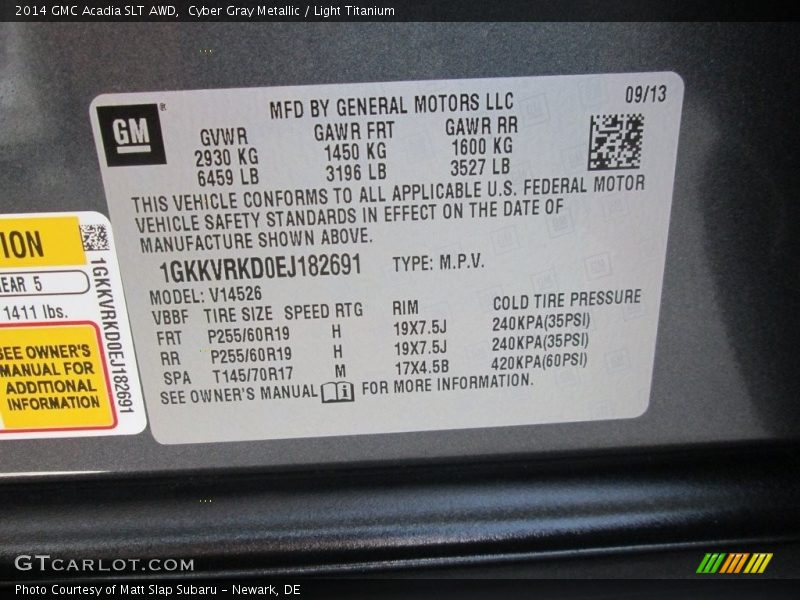 2014 GMC Acadia SLT AWD, Cyber Gray Metallic / Light Titanium
GM
MFD BY GENERAL MOTORS LLC 09/13
GVWR GAWR FRT GAWR RR
2930 KG 1450 KG 1600 KG
6459 LB 3196 LB 3527 LB
THIS VEHICLE CONFORMS TO ALL APPLICABLE U.S. FEDERAL MOTOR
VEHICLE SAFETY STANDARDS IN EFFECT ON THE DATE OF
MANUFACTURE SHOWN ABOVE.
1GKKVRKD0EJ182691 TYPE: M.P.V.
MODEL: V14526
VBBF TIRE SIZE SPEED RTG RIM COLD TIRE PRESSURE
FRT P255/60R19 H 19X7.5J 240KPA(35PSI)
RR P255/60R19 H 19X7.5J 240KPA(35PSI)
SPA T145/70R17 M 17X4.5B 420KPA(60PSI)
SEE OWNER'S MANUAL FOR MORE INFORMATION.
ION
EAR 5
1411 lbs.
SEE OWNER'S
MANUAL FOR
ADDITIONAL
INFORMATION
1GKKVRKD0EJ182691
GTCARLOT.COM
Photo Courtesy of Matt Slap Subaru - Newark, DE